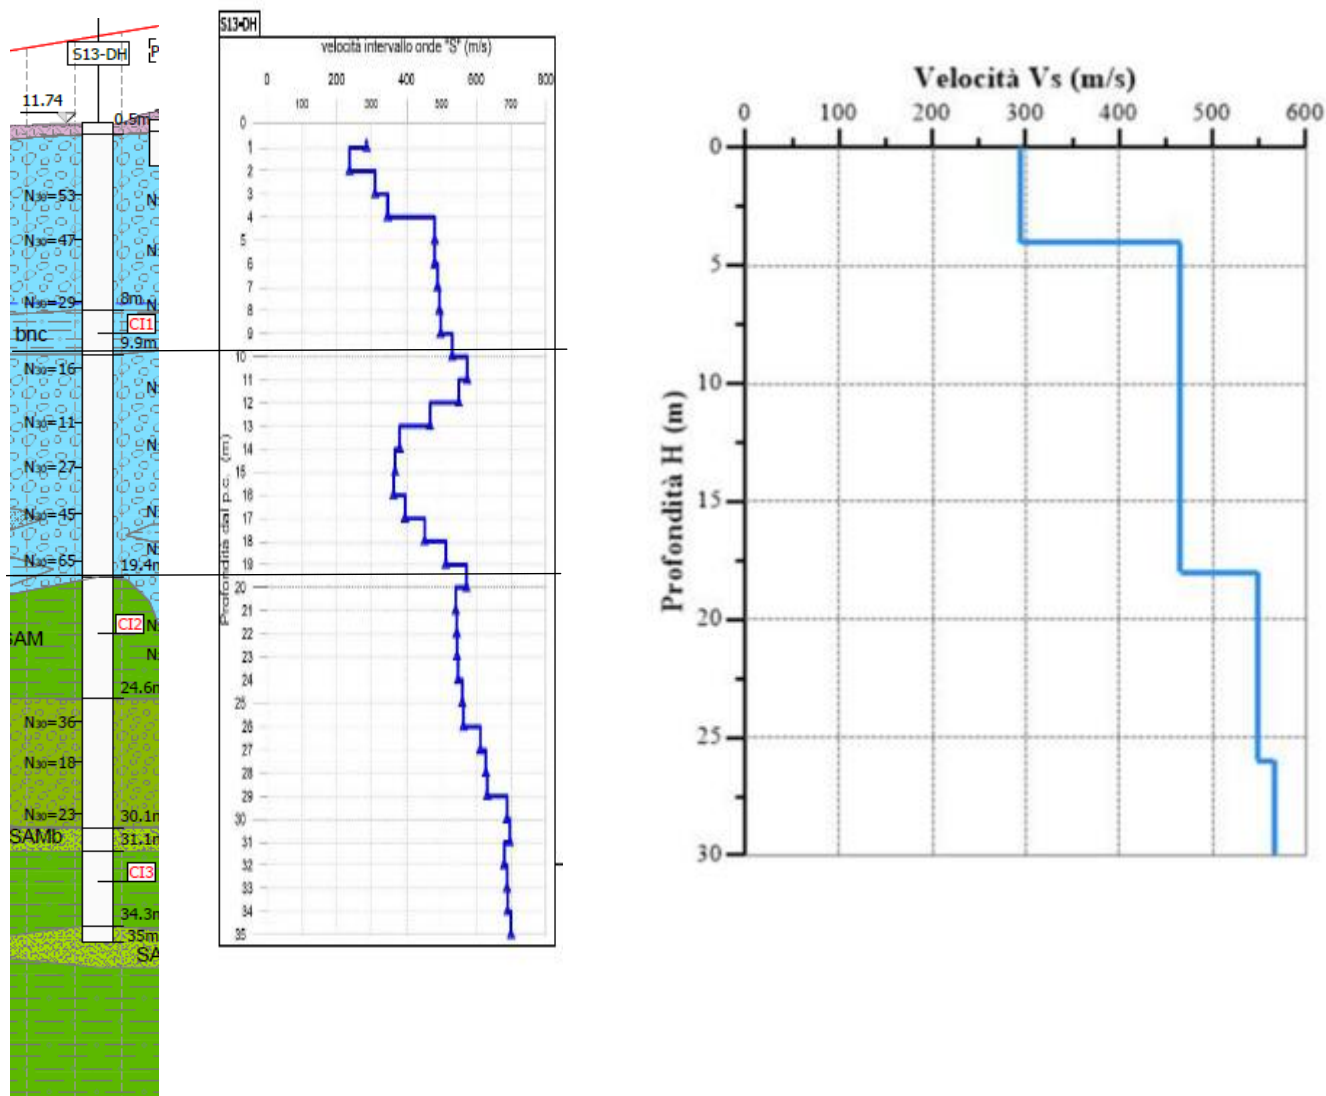 S13-DH
P
11.74
0.5m
N₃₀=53
N
N₃₀=47
N
N₃₀=29
8m
N
CI1
bnc
9.9m
N₃₀=16
N
N₃₀=11
N
N₃₀=27
N₃₀=45
N
N
N₃₀=65
19.4m
CI2
N
SAM
N
24.6m
N₃₀=36
N₃₀=18
N₃₀=23
30.1m
SAMb
31.1m
CI3
34.3m
35m
SA
S13-DH
velocità intervallo onde "S" (m/s)
0 200 400 600 800
100 300 500 700
Profondità dal p.c. (m)
0
1
2
3
4
5
6
7
8
9
10
11
12
13
14
15
16
17
18
19
20
21
22
23
24
25
26
27
28
29
30
31
32
33
34
35
Velocità Vs (m/s)
0 100 200 300 400 500 600
Profondità H (m)
0
5
10
15
20
25
30